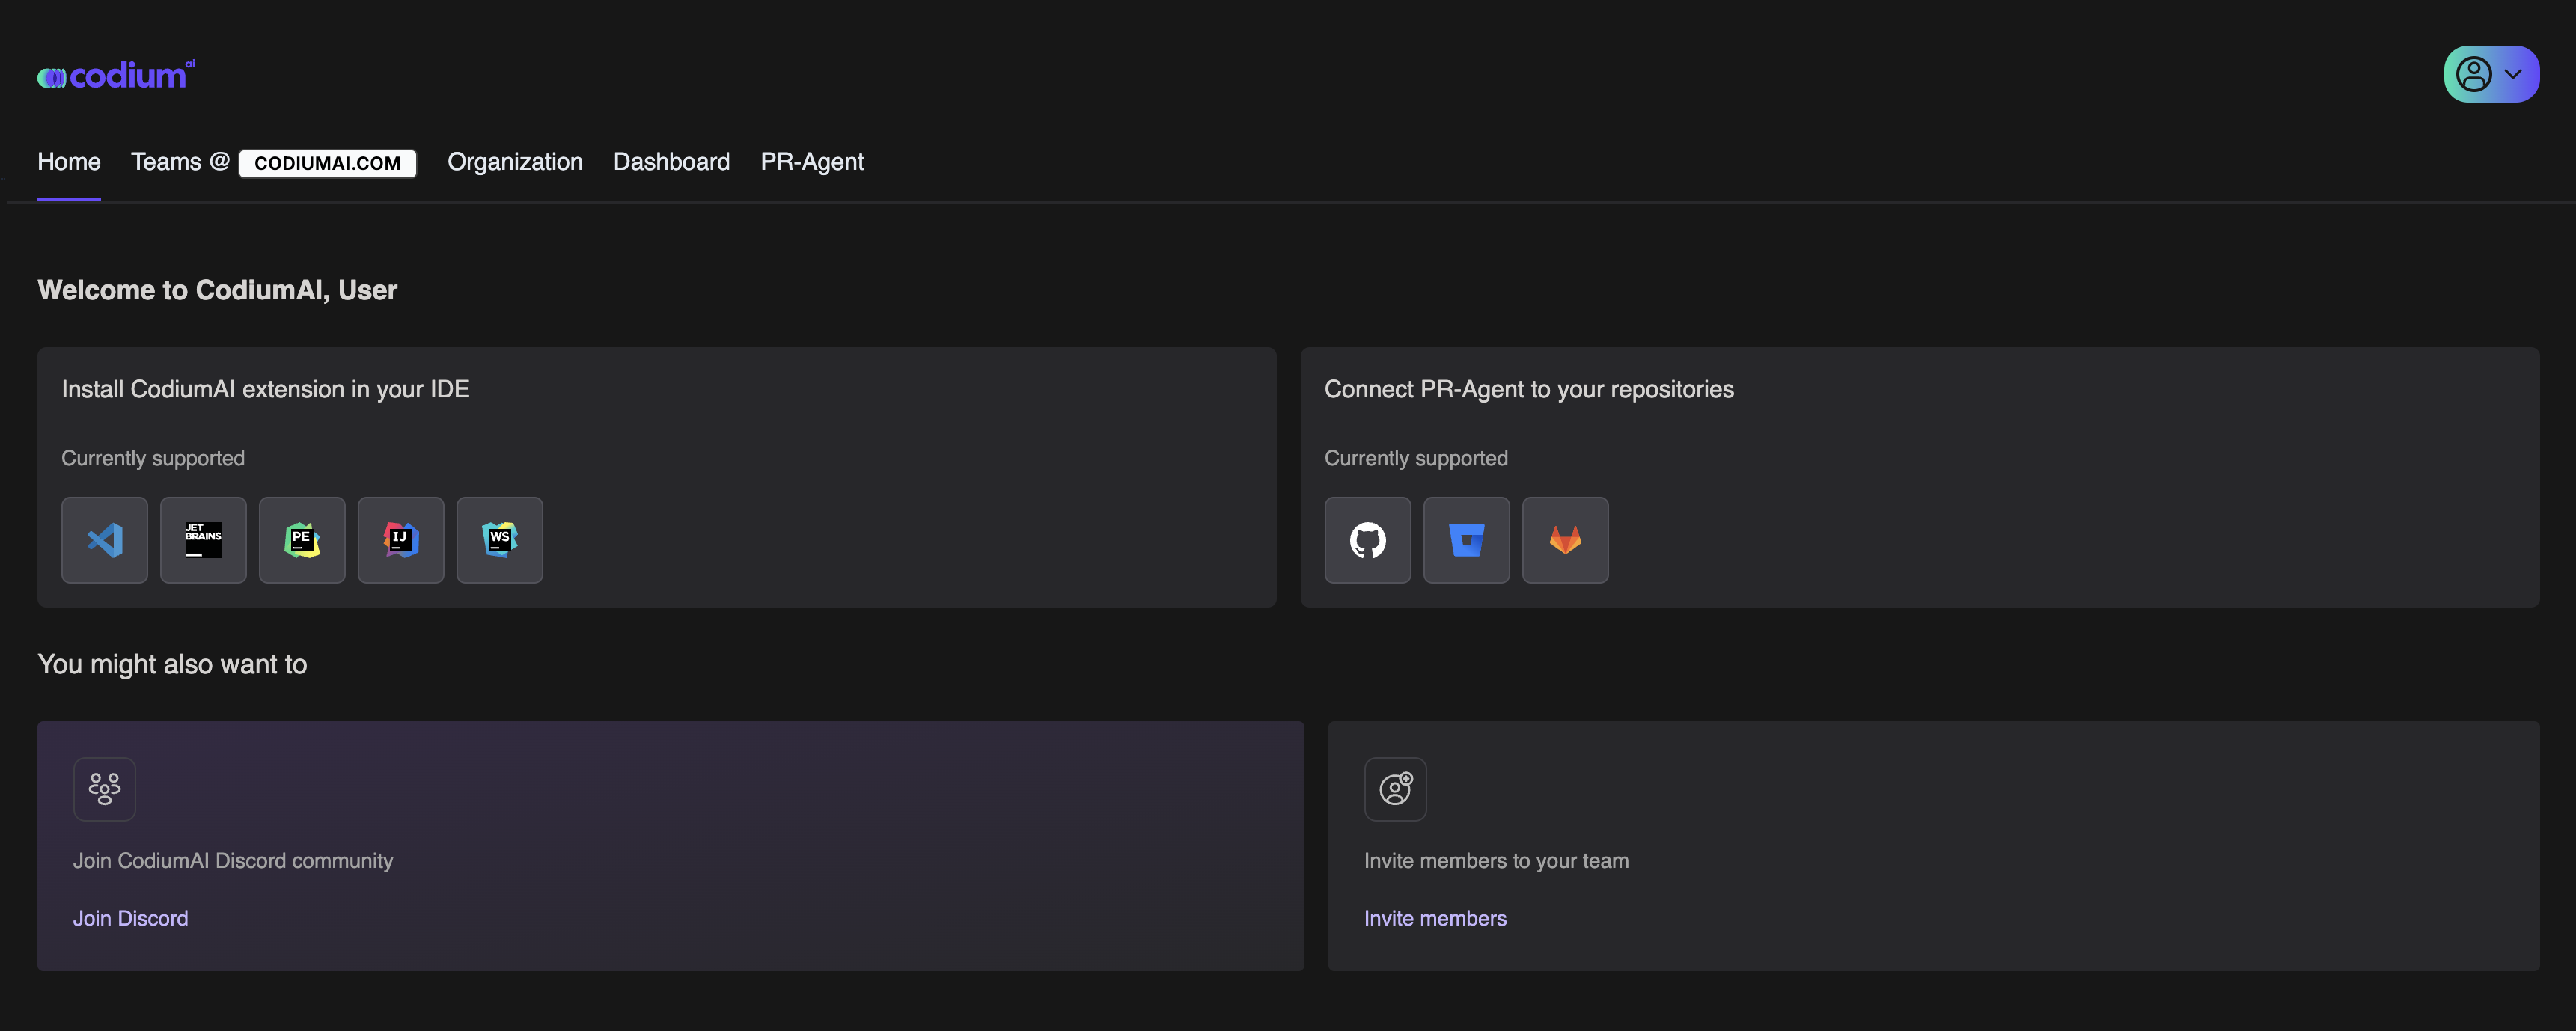 codium ai
Home Teams @ CODIUMAI.COM Organization Dashboard PR-Agent
Welcome to CodiumAI, User
Install CodiumAI extension in your IDE
Currently supported
JET
BRAINS
PE
IJ
WS
Connect PR-Agent to your repositories
Currently supported
You might also want to
Join CodiumAI Discord community
Join Discord
Invite members to your team
Invite members